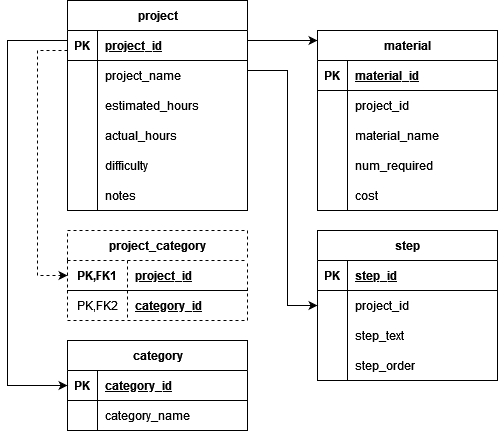 project
PK project_id
project_name
estimated_hours
actual_hours
difficulty
notes
material
PK material_id
project_id
material_name
num_required
cost
project_category
PK,FK1 project_id
PK,FK2 category_id
step
PK step_id
project_id
step_text
step_order
category
PK category_id
category_name